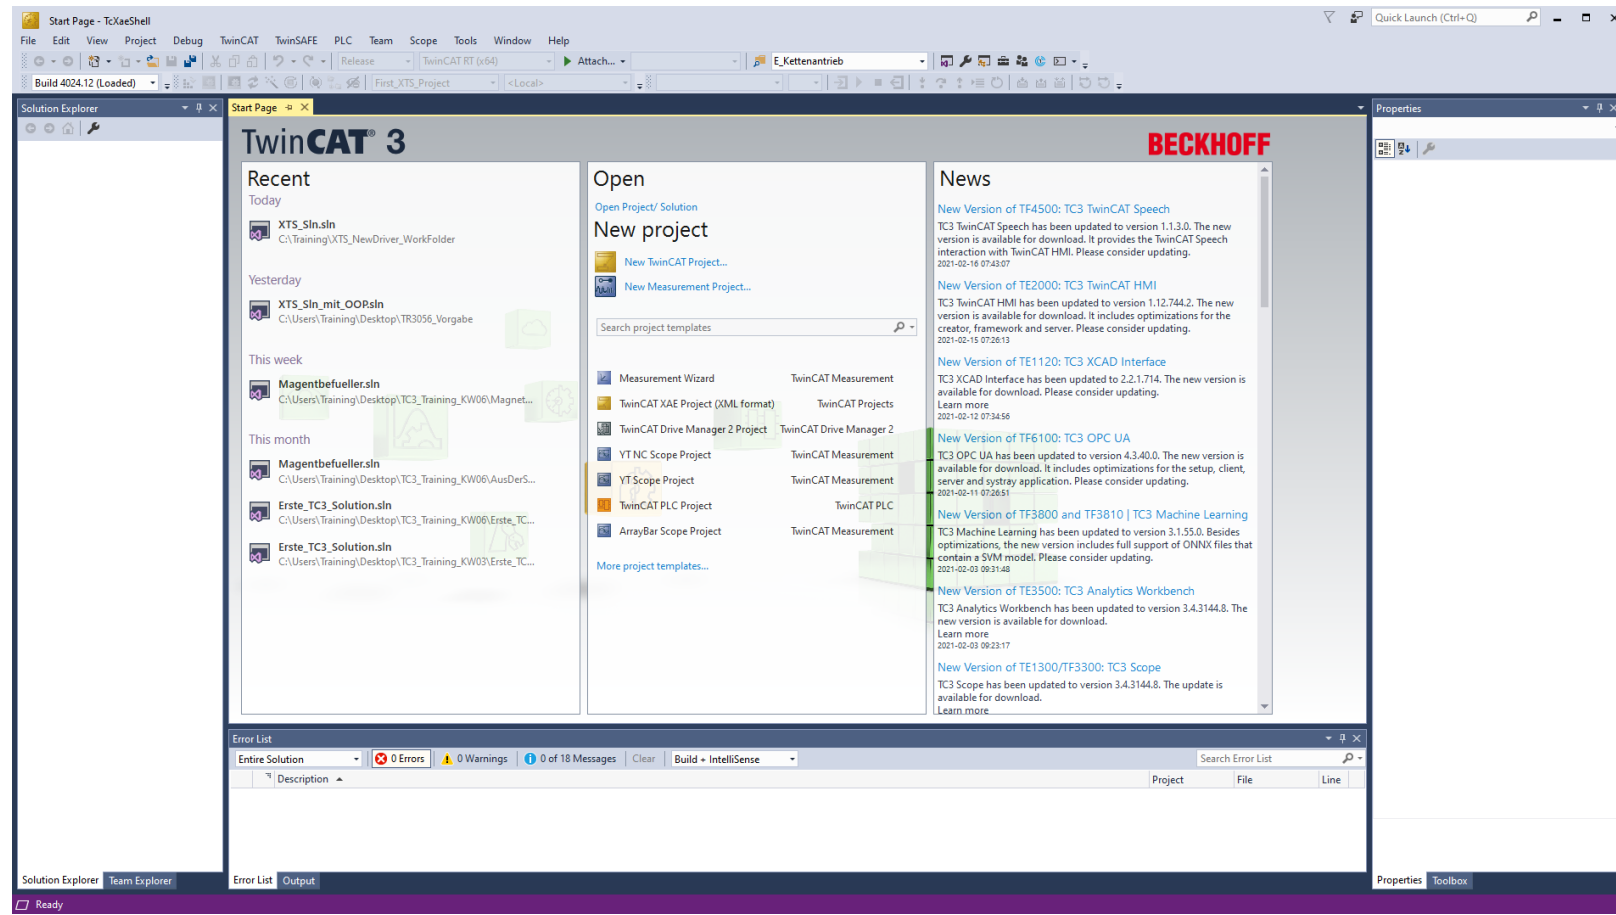 Start Page - TcXaeShell
Quick Launch (Ctrl+Q)
File Edit View Project Debug TwinCAT TwinSAFE PLC Team Scope Tools Window Help
Release TwinCAT RT (x64) Attach... E_Kettenantrieb
Build 4024.12 (Loaded) First_XTS_Project <Local>
Solution Explorer
Start Page
Properties
TwinCAT® 3
BECKHOFF
Recent
Today
XTS_Sln.sln
C:\Training\XTS_NewDriver_WorkFolder
Yesterday
XTS_Sln_mit_OOP.sln
C:\Users\Training\Desktop\TR3056_Vorgabe
This week
Magentbefueller.sln
C:\Users\Training\Desktop\TC3_Training_KW06\Magnet...
This month
Magentbefueller.sln
C:\Users\Training\Desktop\TC3_Training_KW06\AusDerS...
Erste_TC3_Solution.sln
C:\Users\Training\Desktop\TC3_Training_KW06\Erste_TC...
Erste_TC3_Solution.sln
C:\Users\Training\Desktop\TC3_Training_KW03\Erste_TC...
Open
Open Project/ Solution
New project
New TwinCAT Project...
New Measurement Project...
Search project templates
Measurement Wizard TwinCAT Measurement
TwinCAT XAE Project (XML format) TwinCAT Projects
TwinCAT Drive Manager 2 Project TwinCAT Drive Manager 2
YT NC Scope Project TwinCAT Measurement
YT Scope Project TwinCAT Measurement
TwinCAT PLC Project TwinCAT PLC
ArrayBar Scope Project TwinCAT Measurement
More project templates...
News
New Version of TF4500: TC3 TwinCAT Speech
TC3 TwinCAT Speech has been updated to version 1.1.3.0. The new
version is available for download. It provides the TwinCAT Speech
interaction with TwinCAT HMI. Please consider updating.
2021-02-16 07:43:07
New Version of TE2000: TC3 TwinCAT HMI
TC3 TwinCAT HMI has been updated to version 1.12.744.2. The new
version is available for download. It includes optimizations for the
creator, framework and server. Please consider updating.
2021-02-15 07:26:13
New Version of TE1120: TC3 XCAD Interface
TC3 XCAD Interface has been updated to 2.2.1.714. The new version is
available for download. Please consider updating.
Learn more
2021-02-12 07:34:56
New Version of TF6100: TC3 OPC UA
TC3 OPC UA has been updated to version 4.3.40.0. The new version is
available for download. It includes optimizations for the setup, client,
server and systray application. Please consider updating.
2021-02-11 07:26:51
New Version of TF3800 and TF3810 | TC3 Machine Learning
TC3 Machine Learning has been updated to version 3.1.55.0. Besides
optimizations, the new version includes full support of ONNX files that
contain a SVM model. Please consider updating.
2021-02-03 09:31:48
New Version of TE3500: TC3 Analytics Workbench
TC3 Analytics Workbench has been updated to version 3.4.3144.8. The
new version is available for download.
Learn more
2021-02-03 09:23:17
New Version of TE1300/TF3300: TC3 Scope
TC3 Scope has been updated to version 3.4.3144.8. The update is
available for download.
Learn more
Error List
Entire Solution 0 Errors 0 Warnings 0 of 18 Messages Clear Build + IntelliSense Search Error List
Description Project File Line
Solution Explorer Team Explorer Error List Output Properties Toolbox
Ready